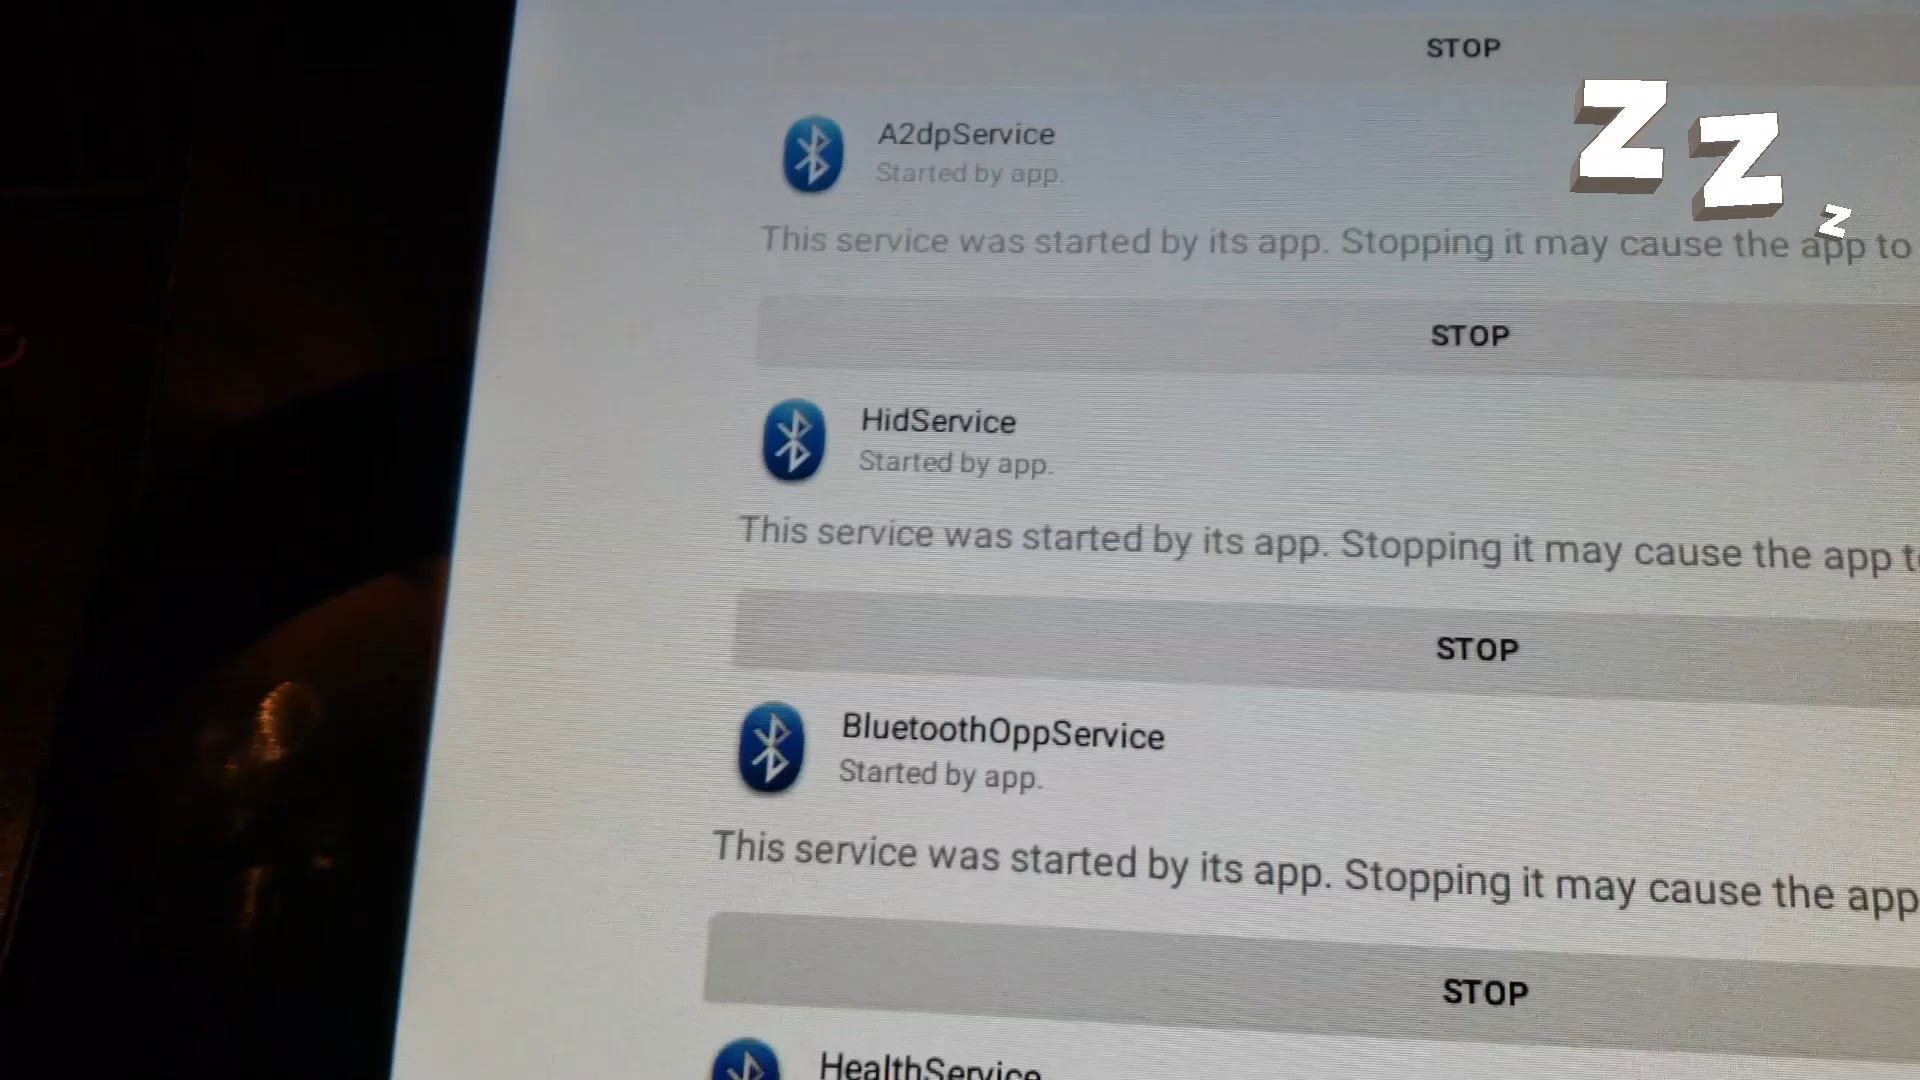 STOP
Z Z z
A2dpService
Started by app.
This service was started by its app. Stopping it may cause the app to
STOP
HidService
Started by app.
This service was started by its app. Stopping it may cause the app
STOP
BluetoothOppService
Started by app.
This service was started by its app. Stopping it may cause the app
STOP
HealthService